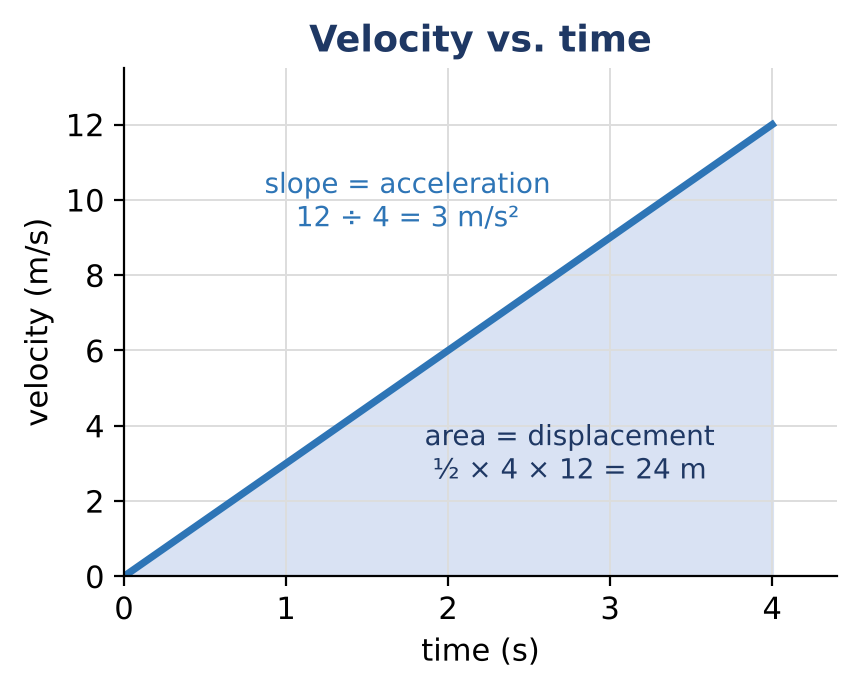 Velocity vs. time
12
slope = acceleration
12 ÷ 4 = 3 m/s²
10
8
6
4
area = displacement
½ × 4 × 12 = 24 m
2
0
velocity (m/s)
0 1 2 3 4
time (s)